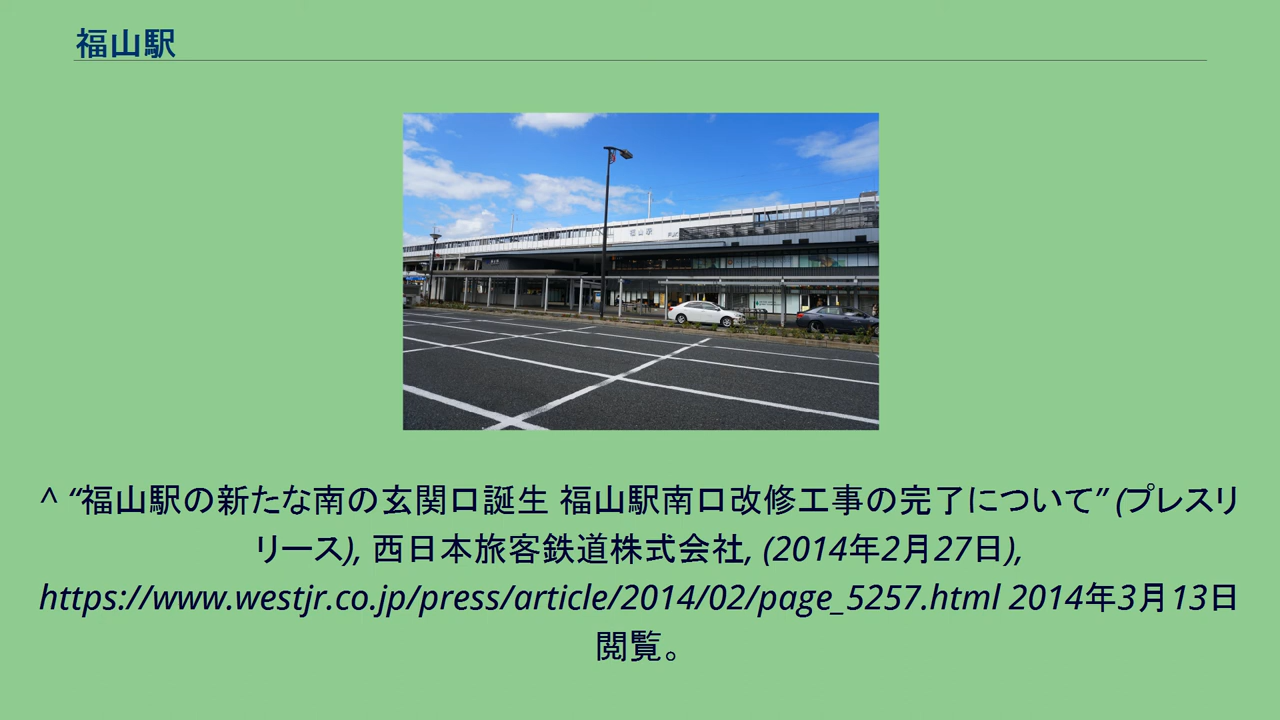 福山駅
福山駅
^ “福山駅の新たな南の玄関口誕生 福山駅南口改修工事の完了について” (プレスリ
リース), 西日本旅客鉄道株式会社, (2014年2月27日),
https://www.westjr.co.jp/press/article/2014/02/page_5257.html 2014年3月13日
閲覧。